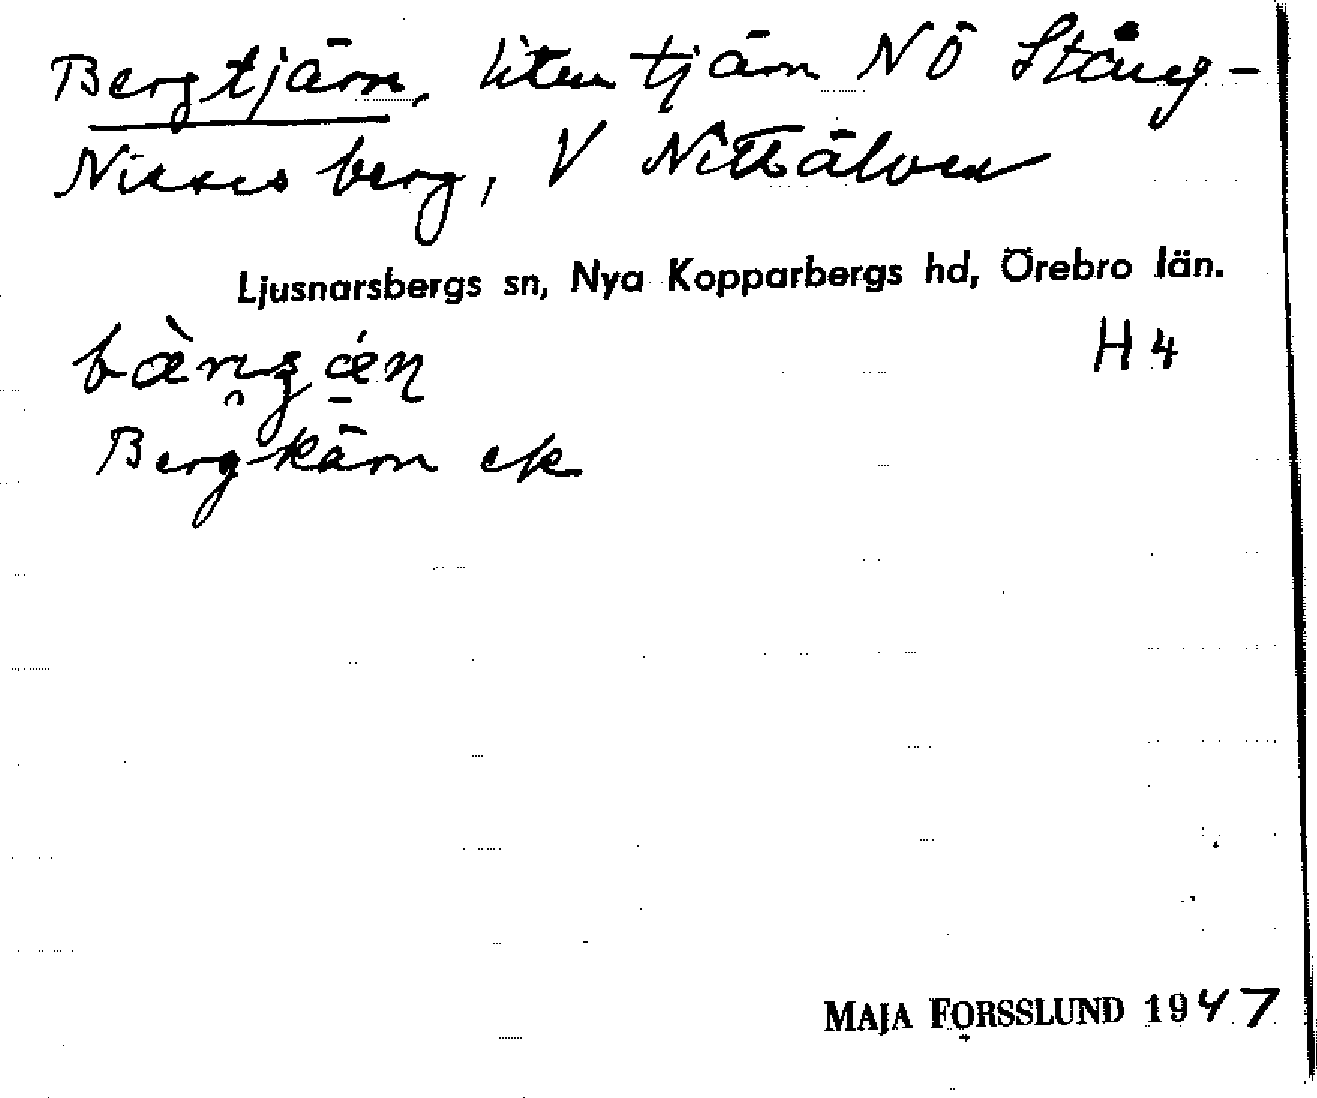 Bergtjärn, liten tjärn NÖ Stång-
Nissesberg, V Nittälven
Ljusnarsbergs sn, Nya Kopparbergs hd, Örebro län.
H 4
Bergkärn ek
MAJA FORSSLUND 1947